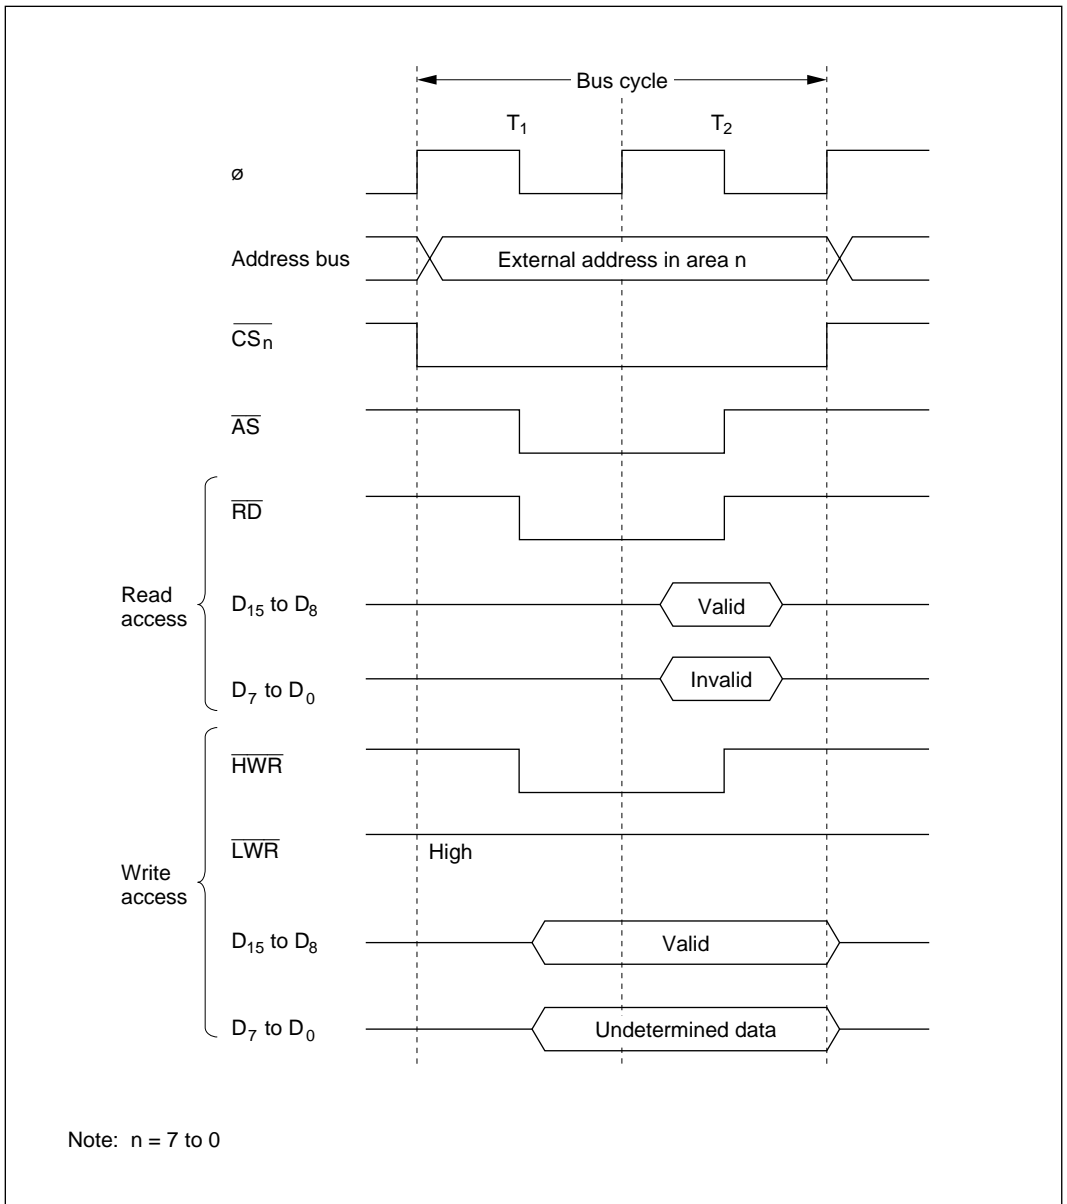 Bus cycle
T1 T2
ø
Address bus External address in area n
CSn
AS
RD
Read access
D15 to D8 Valid
D7 to D0 Invalid
HWR
LWR High
Write access
D15 to D8 Valid
D7 to D0 Undetermined data
Note: n = 7 to 0